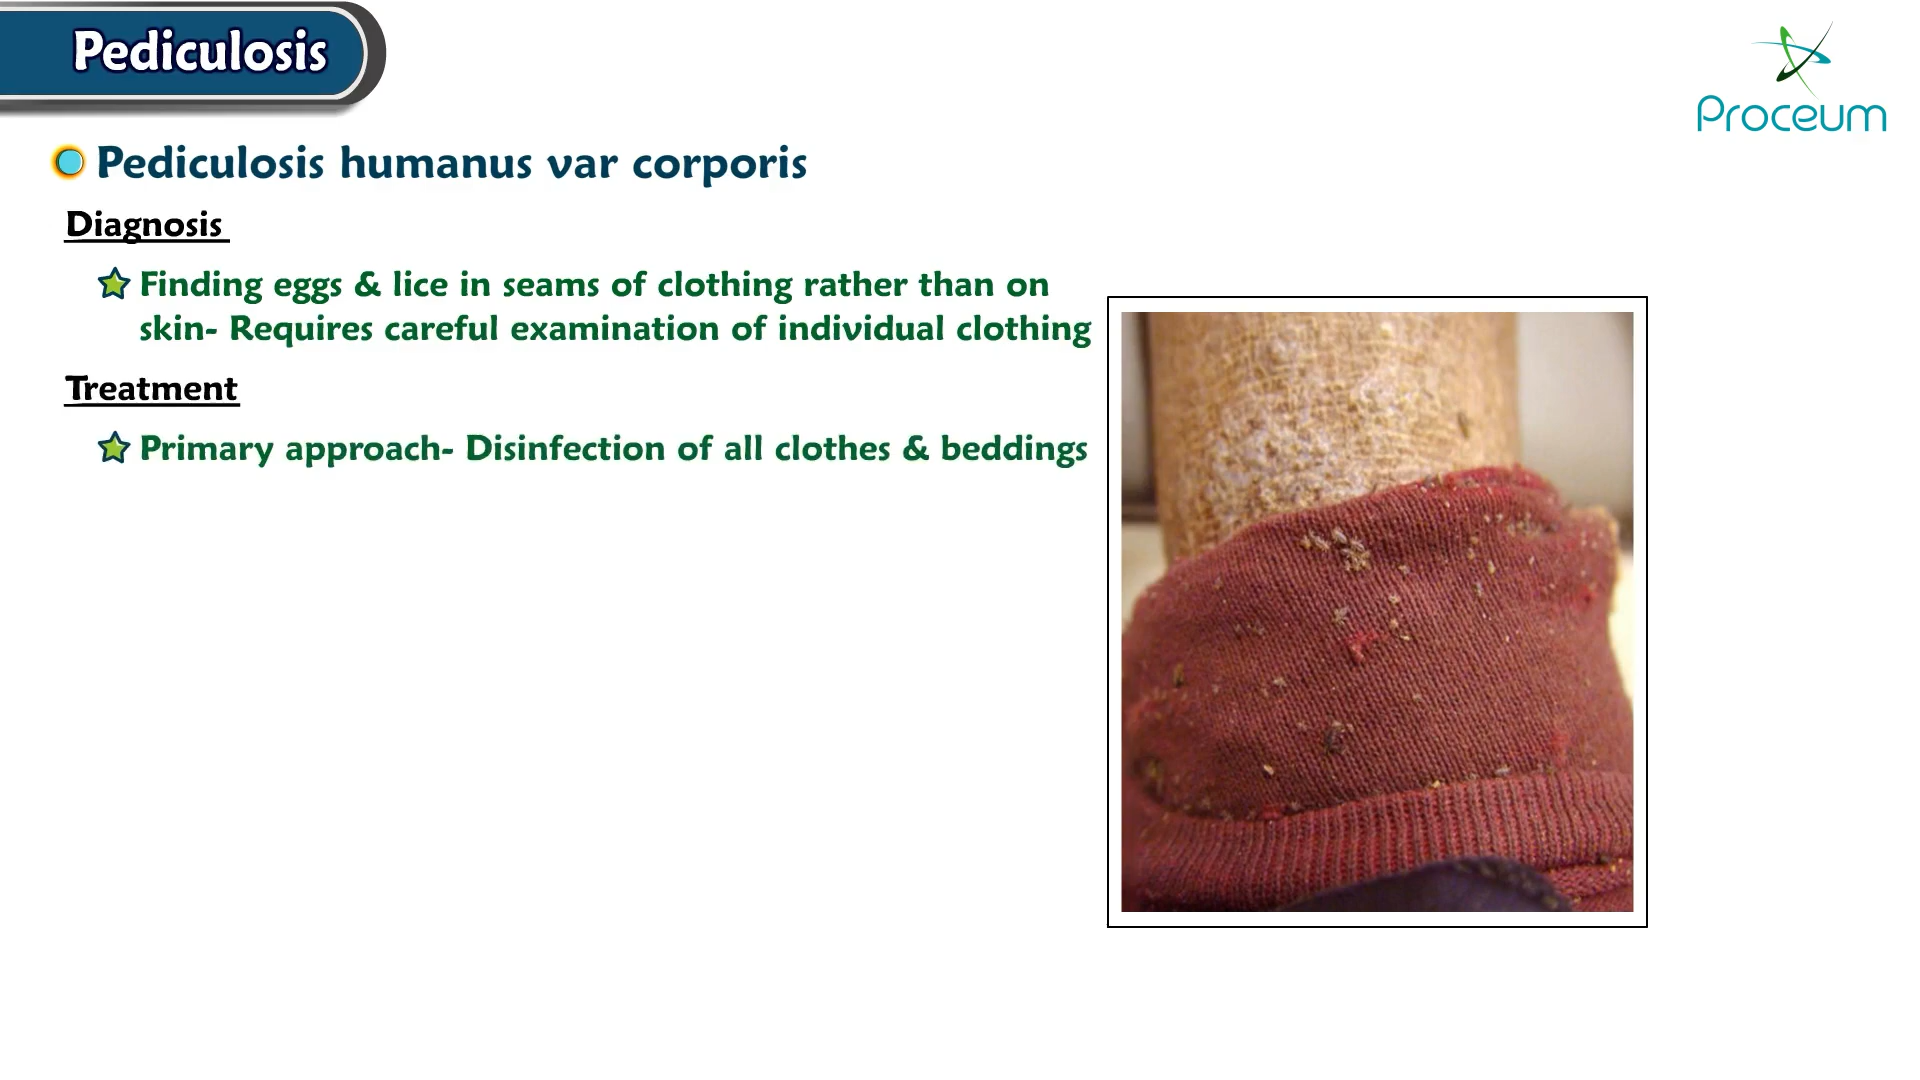 Pediculosis
Proceum
Pediculosis humanus var corporis
Diagnosis
Finding eggs & lice in seams of clothing rather than on
skin- Requires careful examination of individual clothing
Treatment
Primary approach- Disinfection of all clothes & beddings